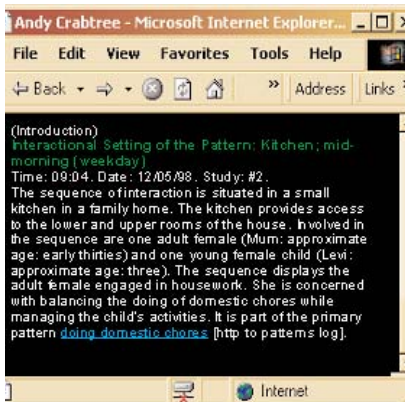 Andy Crabtree - Microsoft Internet Explorer...
File Edit View Favorites Tools Help
Back » Address Links »
(Introduction)
Interactional Setting of the Pattern: Kitchen; mid-
morning (weekday)
Time: 09:04. Date: 12/05/98. Study: #2.
The sequence of interaction is situated in a small
kitchen in a family home. The kitchen provides access
to the lower and upper rooms of the house. Involved in
the sequence are one adult female (Mum: approximate
age: early thirties) and one young female child (Levi:
approximate age: three). The sequence displays the
adult female engaged in housework. She is concerned
with balancing the doing of domestic chores while
managing the child's activities. It is part of the primary
pattern doing domestic chores [http to patterns log].
Internet